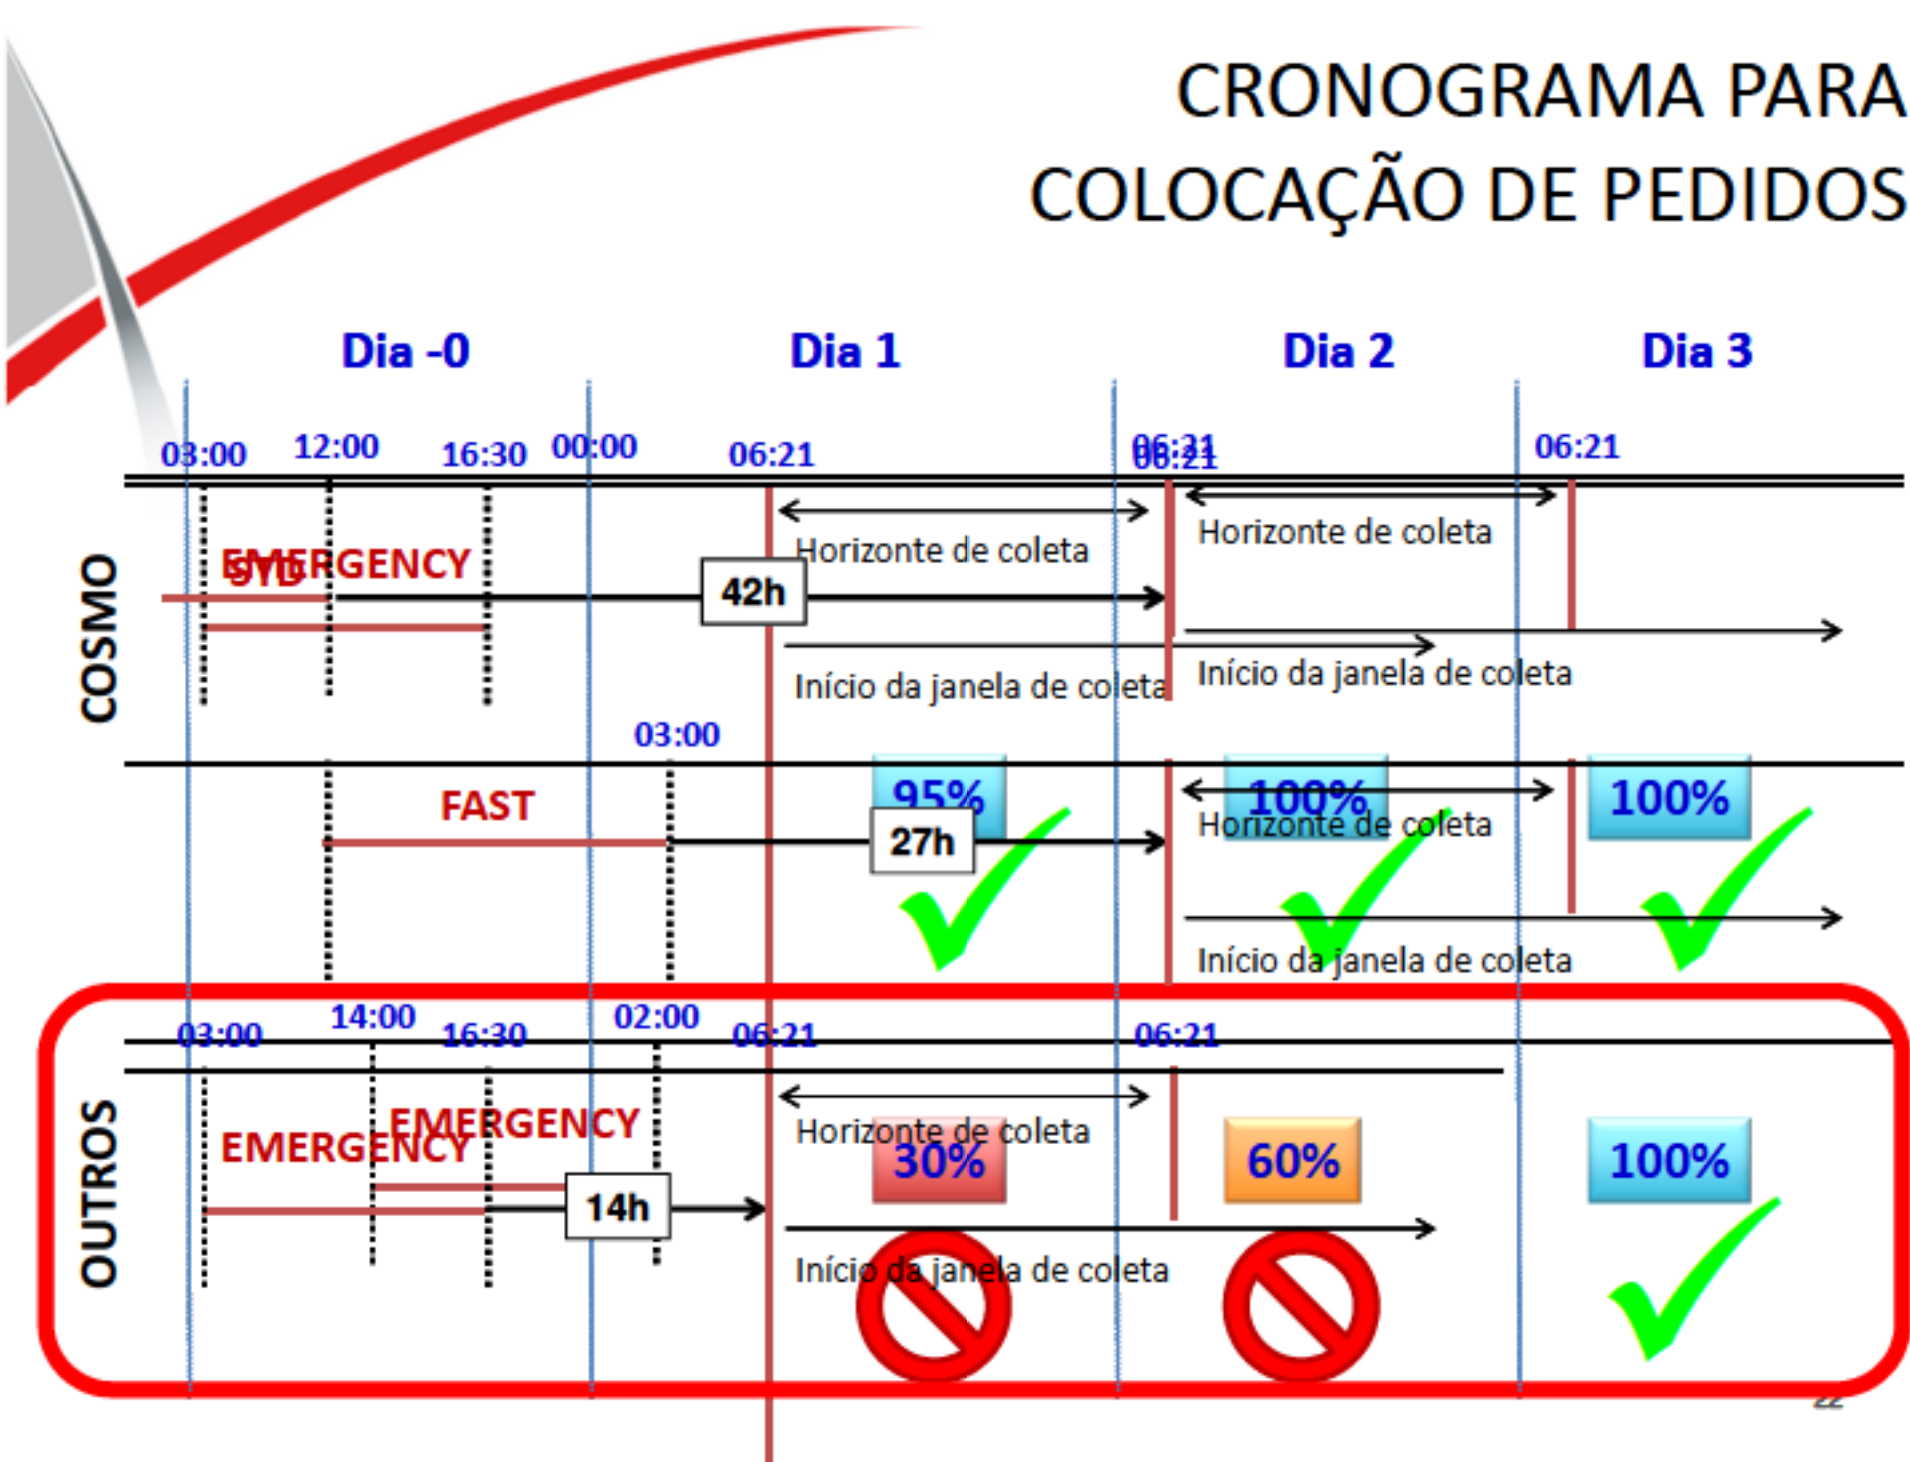 CRONOGRAMA PARA
COLOCAÇÃO DE PEDIDOS
Dia -0 Dia 1 Dia 2 Dia 3
03:00 12:00 16:30 00:00 06:21 06:21 06:21
06:21
COSMO
Horizonte de coleta
Horizonte de coleta
EMERGENCY
STD
42h
Início da janela de coleta
Início da janela de coleta
03:00
FAST
95% 100% 100%
Horizonte de coleta
27h
Início da janela de coleta
OUTROS
03:00 14:00 16:30 02:00 06:21 06:21
EMERGENCY
EMERGENCY
Horizonte de coleta
30% 60% 100%
14h
Início da janela de coleta
22